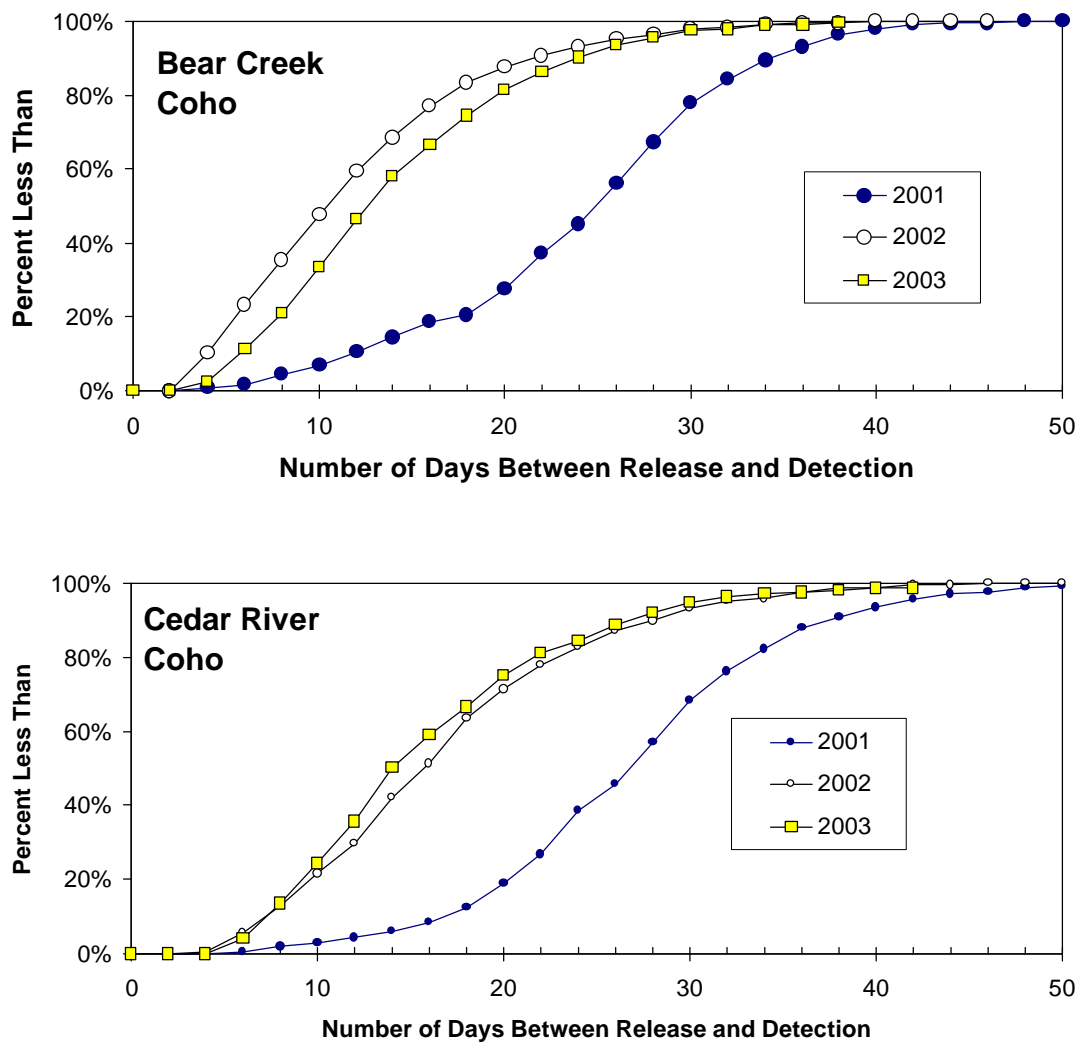 100%
80%
60%
40%
20%
0%
Percent Less Than
Bear Creek
Coho
2001
2002
2003
0 10 20 30 40 50
Number of Days Between Release and Detection
100%
80%
60%
40%
20%
0%
Percent Less Than
Cedar River
Coho
2001
2002
2003
0 10 20 30 40 50
Number of Days Between Release and Detection